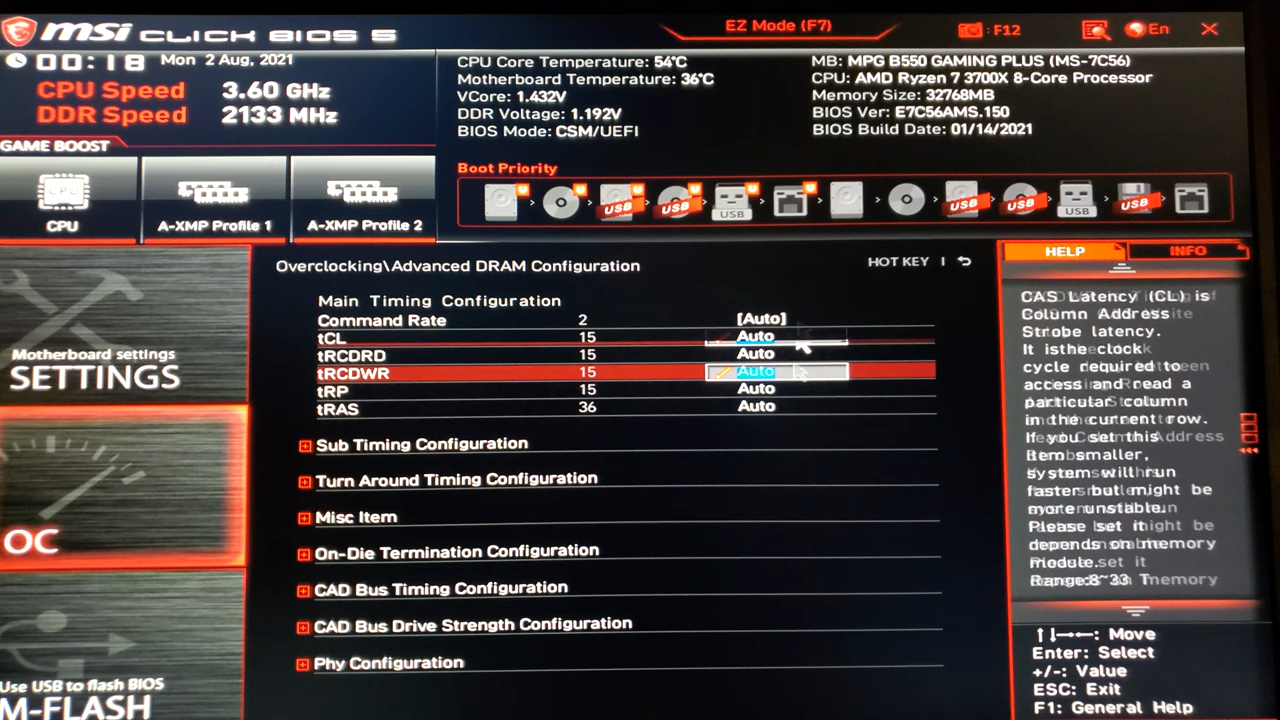 msi CLICK BIOS 5
EZ Mode (F7)
: F12
En
00:18 Mon 2 Aug, 2021
CPU Speed 3.60 GHz
DDR Speed 2133 MHz
CPU Core Temperature: 54°C
Motherboard Temperature: 36°C
VCore: 1.432V
DDR Voltage: 1.192V
BIOS Mode: CSM/UEFI
MB: MPG B550 GAMING PLUS (MS-7C56)
CPU: AMD Ryzen 7 3700X 8-Core Processor
Memory Size: 32768MB
BIOS Ver: E7C56AMS.150
BIOS Build Date: 01/14/2021
GAME BOOST
CPU
CPU
A-XMP Profile 1
A-XMP Profile 2
Boot Priority
U U USB U USB U USB U U USB USB USB USB
Motherboard settings
SETTINGS
OC
Use USB to flash BIOS
M-FLASH
Overclocking\Advanced DRAM Configuration
HOT KEY |
Main Timing Configuration
Command Rate 2 [Auto]
tCL 15 Auto
tRCDRD 15 Auto
tRCDWR 15 Auto
tRP 15 Auto
tRAS 36 Auto
Sub Timing Configuration
Turn Around Timing Configuration
Misc Item
On-Die Termination Configuration
CAD Bus Timing Configuration
CAD Bus Drive Strength Configuration
Phy Configuration
HELP
INFO
CAS Latency (CL) is
Column Address
Strobe latency.
It is the clock
cycle required to
access and read a
particular column
in the current row.
If you set this
item smaller,
system will run
faster but might be
more unstable.
Please set it
depends on memory
module.
Range:8~33
: Move
Enter: Select
+/-: Value
ESC: Exit
F1: General Help